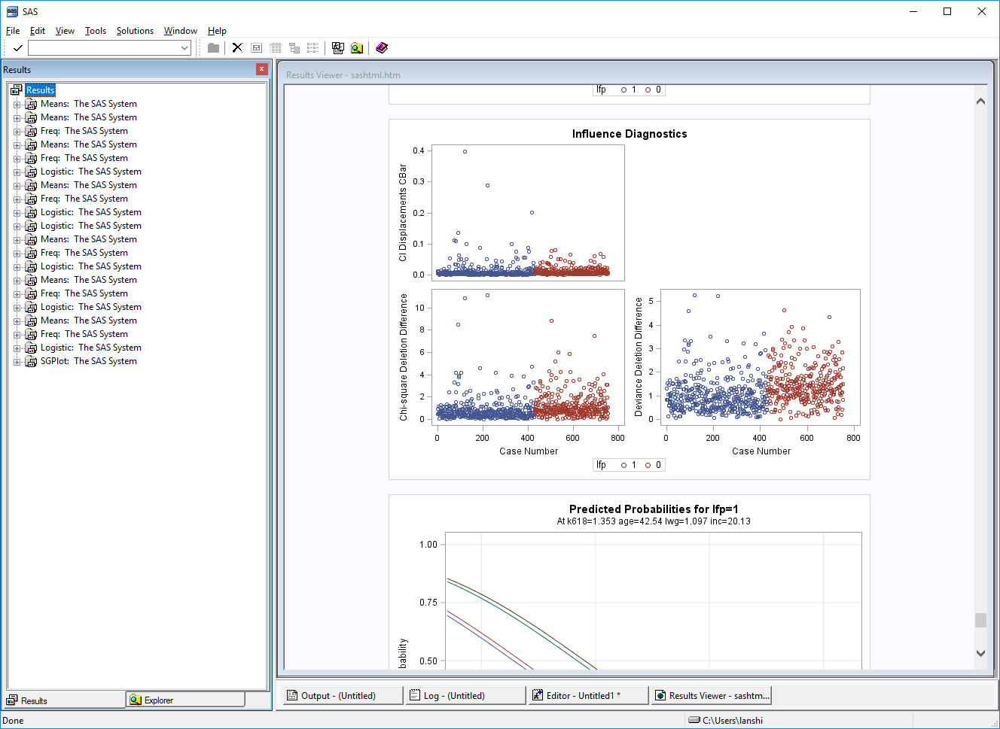 SAS
File Edit View Tools Solutions Window Help
Results
Results
Means: The SAS System
Means: The SAS System
Freq: The SAS System
Means: The SAS System
Freq: The SAS System
Logistic: The SAS System
Means: The SAS System
Freq: The SAS System
Logistic: The SAS System
Logistic: The SAS System
Means: The SAS System
Freq: The SAS System
Logistic: The SAS System
Means: The SAS System
Freq: The SAS System
Logistic: The SAS System
Means: The SAS System
Freq: The SAS System
Logistic: The SAS System
SGPlot: The SAS System
Results
Explorer
Results Viewer - sashtml.htm
lfp 1 0
Influence Diagnostics
CI Displacements CBar
0.4
0.3
0.2
0.1
0.0
Chi-square Deletion Difference
10
8
6
4
2
0
0 200 400 600 800
Case Number
Deviance Deletion Difference
5
4
3
2
1
0
0 200 400 600 800
Case Number
lfp 1 0
Predicted Probabilities for lfp=1
At k618=1.353 age=42.54 lwg=1.097 inc=20.13
1.00
0.75
0.50
bability
Output - (Untitled)
Log - (Untitled)
Editor - Untitled1 *
Results Viewer - sashtm...
Done
C:\Users\lanshi